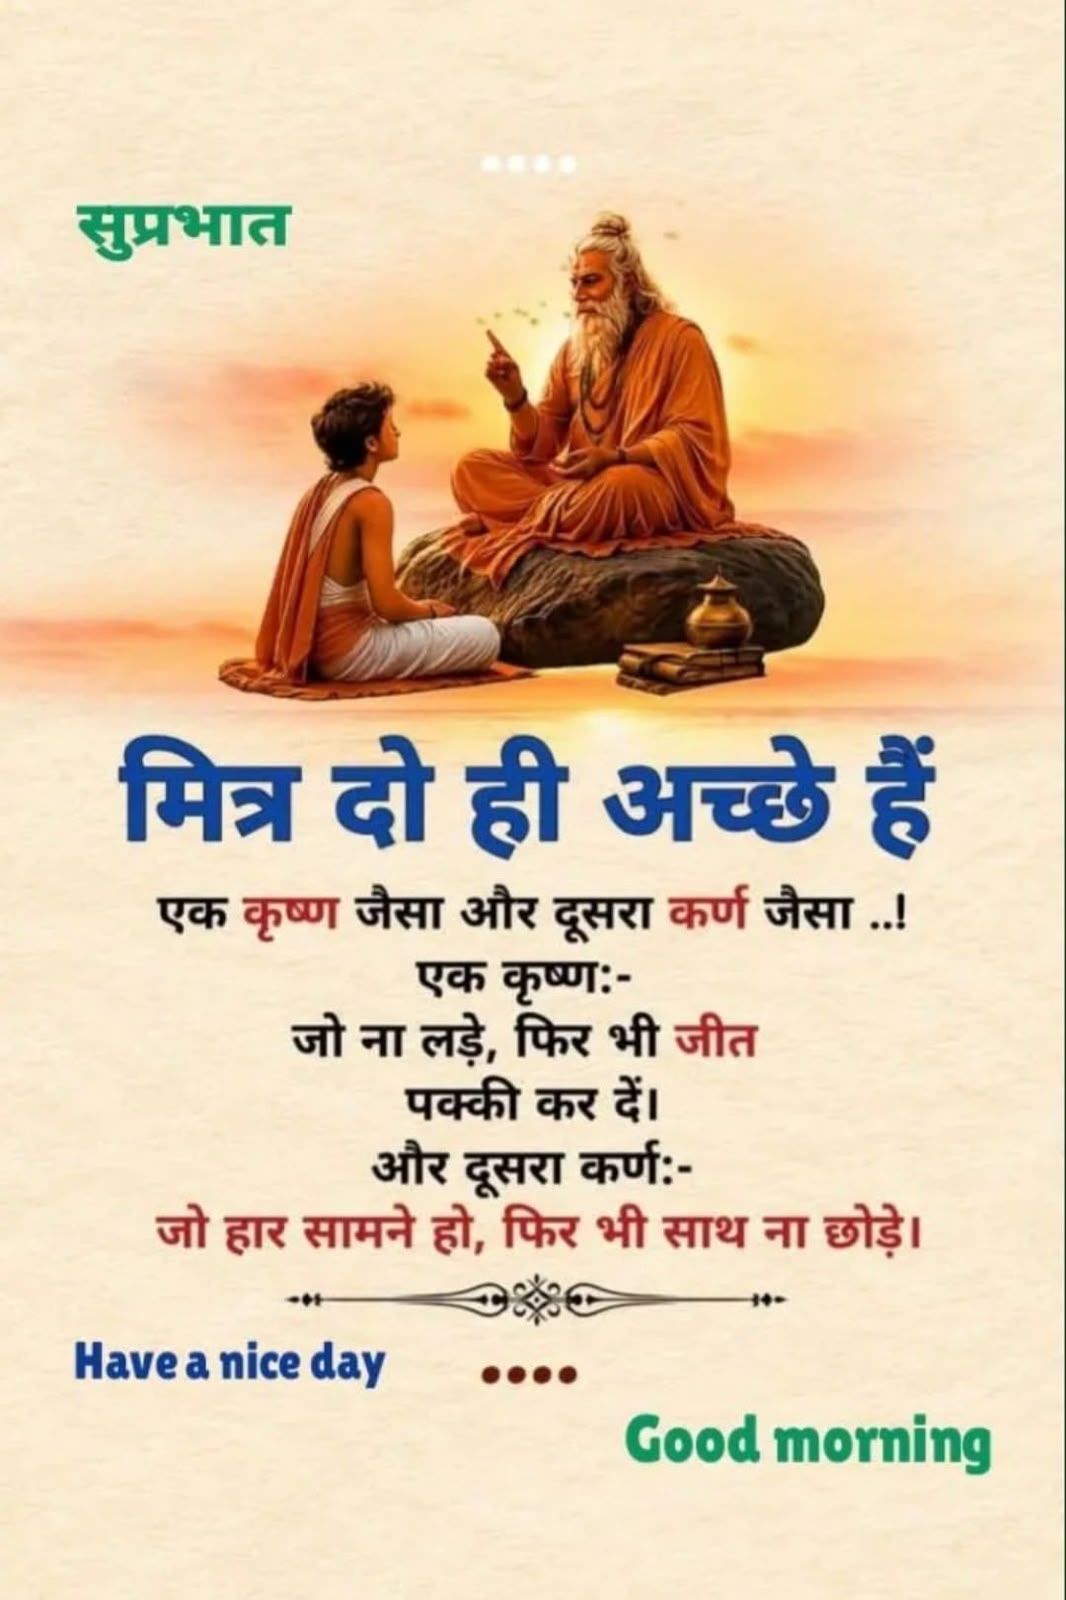 सुप्रभात
मित्र दो ही अच्छे हैं
एक कृष्ण जैसा और दूसरा कर्ण जैसा ..!
एक कृष्ण:-
जो ना लड़े, फिर भी जीत
पक्की कर दें।
और दूसरा कर्ण:-
जो हार सामने हो, फिर भी साथ ना छोड़े।
Have a nice day
Good morning